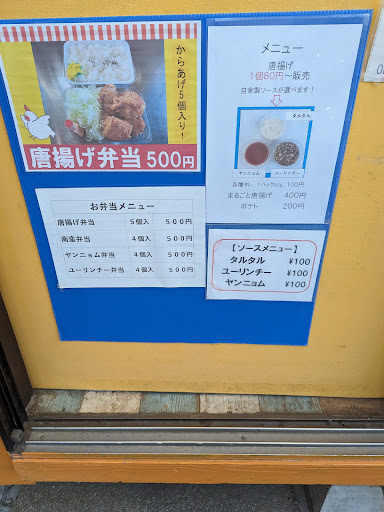 からあげ5個入り!
唐揚げ弁当 500円
お弁当メニュー
唐揚げ弁当 5個入 500円
南蛮弁当 4個入 500円
ヤンニョム弁当 4個入 500円
ユーリンチー弁当 4個入 500円
メニュー
唐揚げ
1個80円〜販売
自家製ソースが選べます!
タルタル
ヤンニョム
ユーリンチー
100円
まるごと唐揚げ 400円
ポテト 200円
【ソースメニュー】
タルタル ¥100
ユーリンチー ¥100
ヤンニョム ¥100